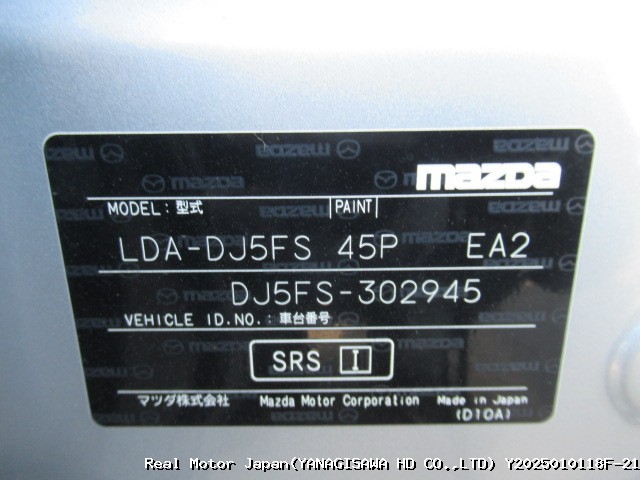 mazda
MODEL: 型式 PAINT
LDA-DJ5FS 45P EA2
DJ5FS-302945
VEHICLE ID.NO.: 車台番号
SRS I
マツダ株式会社 Mazda Motor Corporation Made in Japan
(D10A)
Real Motor Japan(YANAGISAWA HD CO.,LTD) Y2025010118F-21